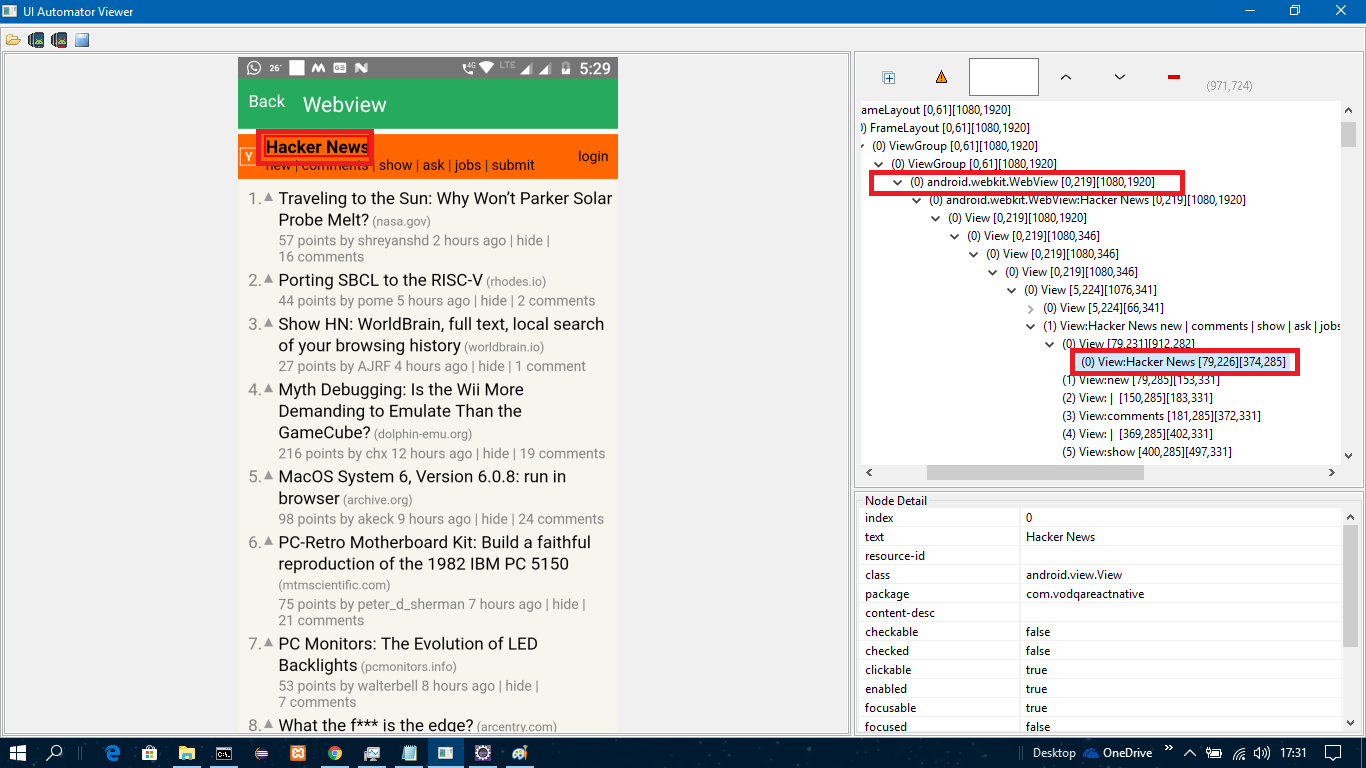 UI Automator Viewer
26°
GB
4G
LTE
5:29
Back Webview
Y
Hacker News
new | comments | show | ask | jobs | submit
login
1. Traveling to the Sun: Why Won’t Parker Solar
Probe Melt? (nasa.gov)
57 points by shreyanshd 2 hours ago | hide |
16 comments
2. Porting SBCL to the RISC-V (rhodes.io)
44 points by pome 5 hours ago | hide | 2 comments
3. Show HN: WorldBrain, full text, local search
of your browsing history (worldbrain.io)
27 points by AJRF 4 hours ago | hide | 1 comment
4. Myth Debugging: Is the Wii More
Demanding to Emulate Than the
GameCube? (dolphin-emu.org)
216 points by chx 12 hours ago | hide | 19 comments
5. MacOS System 6, Version 6.0.8: run in
browser (archive.org)
98 points by akeck 9 hours ago | hide | 24 comments
6. PC-Retro Motherboard Kit: Build a faithful
reproduction of the 1982 IBM PC 5150
(mtmscientific.com)
75 points by peter_d_sherman 7 hours ago | hide |
21 comments
7. PC Monitors: The Evolution of LED
Backlights (pcmonitors.info)
53 points by walterbell 8 hours ago | hide |
7 comments
8. What the f*** is the edge? (arcentry.com)
(971,724)
ameLayout [0,61][1080,1920]
) FrameLayout [0,61][1080,1920]
(0) ViewGroup [0,61][1080,1920]
(0) ViewGroup [0,61][1080,1920]
(0) android.webkit.WebView [0,219][1080,1920]
(0) android.webkit.WebView:Hacker News [0,219][1080,1920]
(0) View [0,219][1080,1920]
(0) View [0,219][1080,346]
(0) View [0,219][1080,346]
(0) View [0,219][1080,346]
(0) View [5,224][1076,341]
(0) View [5,224][66,341]
(1) View:Hacker News new | comments | show | ask | jobs
(0) View [79,231][912,282]
(0) View:Hacker News [79,226][374,285]
(1) View:new [79,285][153,331]
(2) View: | [150,285][183,331]
(3) View:comments [181,285][372,331]
(4) View: | [369,285][402,331]
(5) View:show [400,285][497,331]
Node Detail
index 0
text Hacker News
resource-id
class android.view.View
package com.vodqareactnative
content-desc
checkable false
checked false
clickable true
enabled true
focusable true
focused false
Desktop OneDrive 17:31